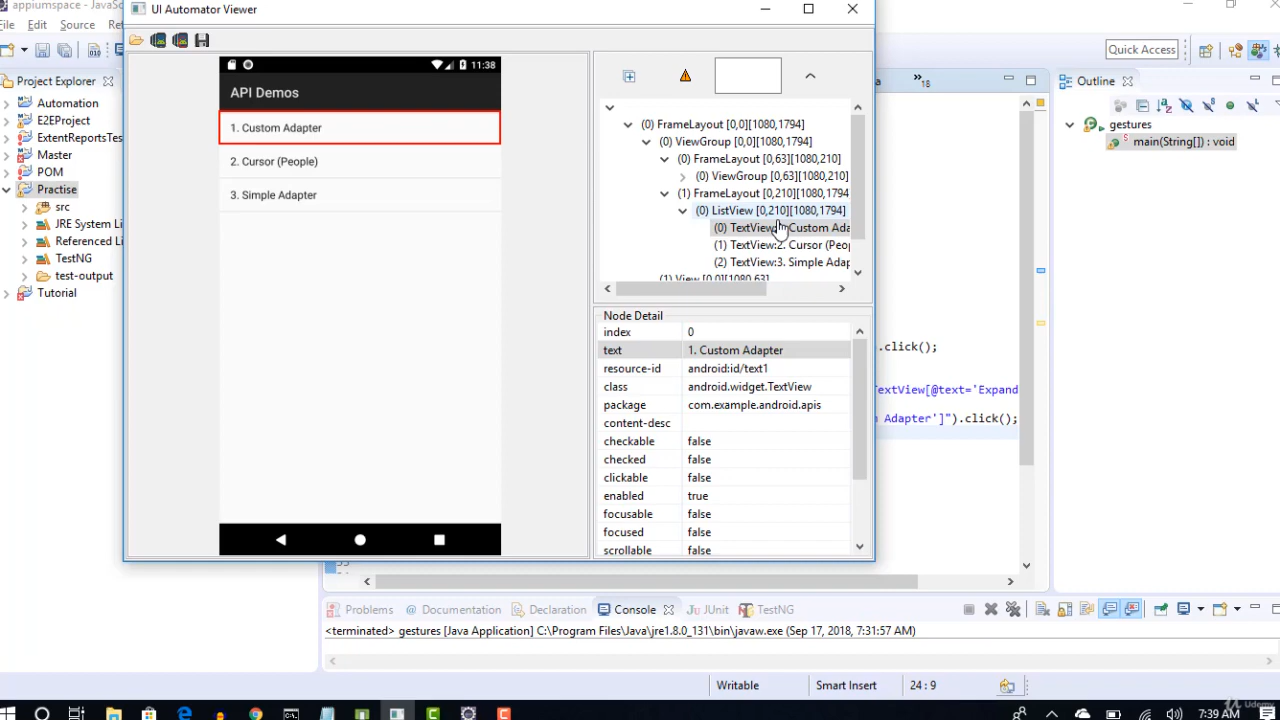 appiumspace
UI Automator Viewer
File
Edit
Source
Quick Access
Project Explorer
Automation
E2EProject
ExtentReportsTes
Master
POM
Practise
src
JRE System Li
Referenced Li
TestNG
test-output
Tutorial
11:38
API Demos
1. Custom Adapter
2. Cursor (People)
3. Simple Adapter
(0) FrameLayout [0,0][1080,1794]
(0) ViewGroup [0,0][1080,1794]
(0) FrameLayout [0,63][1080,210]
(0) ViewGroup [0,63][1080,210]
(1) FrameLayout [0,210][1080,1794
(0) ListView [0,210][1080,1794]
(0) TextView Custom Ada
(1) TextView:2. Cursor (Peop
(2) TextView:3. Simple Adap
(1) View [0,0][1080,63]
Node Detail
index 0
text 1. Custom Adapter
resource-id android:id/text1
class android.widget.TextView
package com.example.android.apis
content-desc
checkable false
checked false
clickable false
enabled true
focusable false
focused false
scrollable false
a
18
.click();
TextView[@text='Expand
m Adapter']").click();
Outline
gestures
main(String[]) : void
Problems @ Documentation Declaration Console JUnit TestNG
<terminated> gestures [Java Application] C:\Program Files\Java\jre1.8.0_131\bin\javaw.exe (Sep 17, 2018, 7:31:57 AM)
Writable
Smart Insert
24 : 9
7:39 AM
Udemy